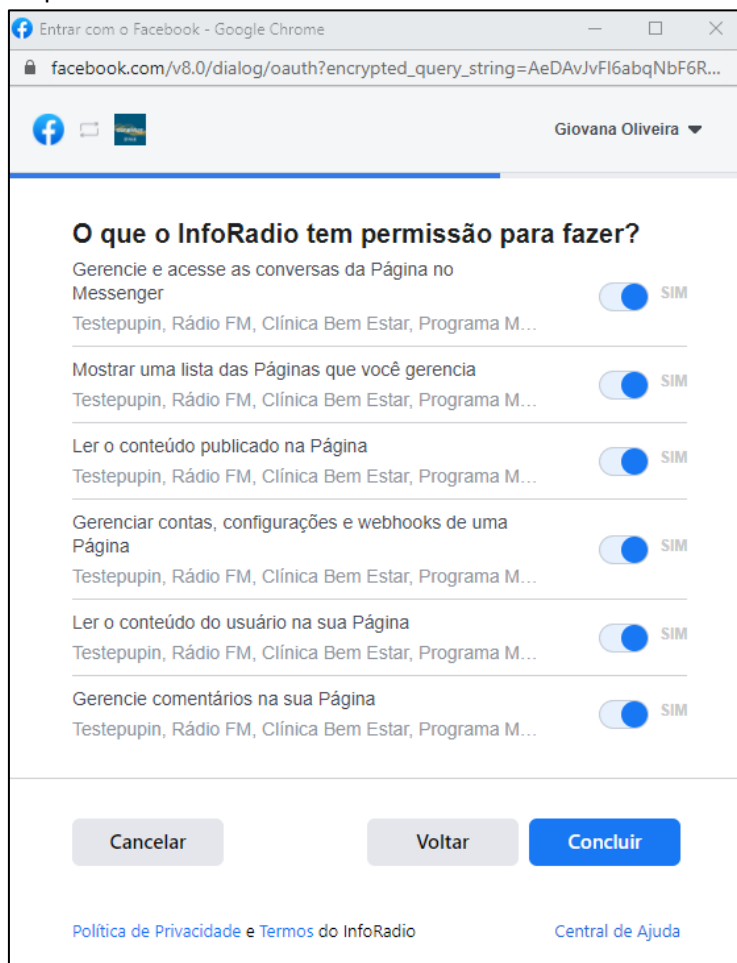 Entrar com o Facebook - Google Chrome
facebook.com/v8.0/dialog/oauth?encrypted_query_string=AeDAvJvFl6abqNbF6R...
Giovana Oliveira
O que o InfoRadio tem permissão para fazer?
Gerencie e acesse as conversas da Página no
Messenger
SIM
Testepupin, Rádio FM, Clínica Bem Estar, Programa M...
Mostrar uma lista das Páginas que você gerencia
SIM
Testepupin, Rádio FM, Clínica Bem Estar, Programa M...
Ler o conteúdo publicado na Página
SIM
Testepupin, Rádio FM, Clínica Bem Estar, Programa M...
Gerenciar contas, configurações e webhooks de uma
Página
SIM
Testepupin, Rádio FM, Clínica Bem Estar, Programa M...
Ler o conteúdo do usuário na sua Página
SIM
Testepupin, Rádio FM, Clínica Bem Estar, Programa M...
Gerencie comentários na sua Página
SIM
Testepupin, Rádio FM, Clínica Bem Estar, Programa M...
Cancelar
Voltar
Concluir
Política de Privacidade e Termos do InfoRadio
Central de Ajuda